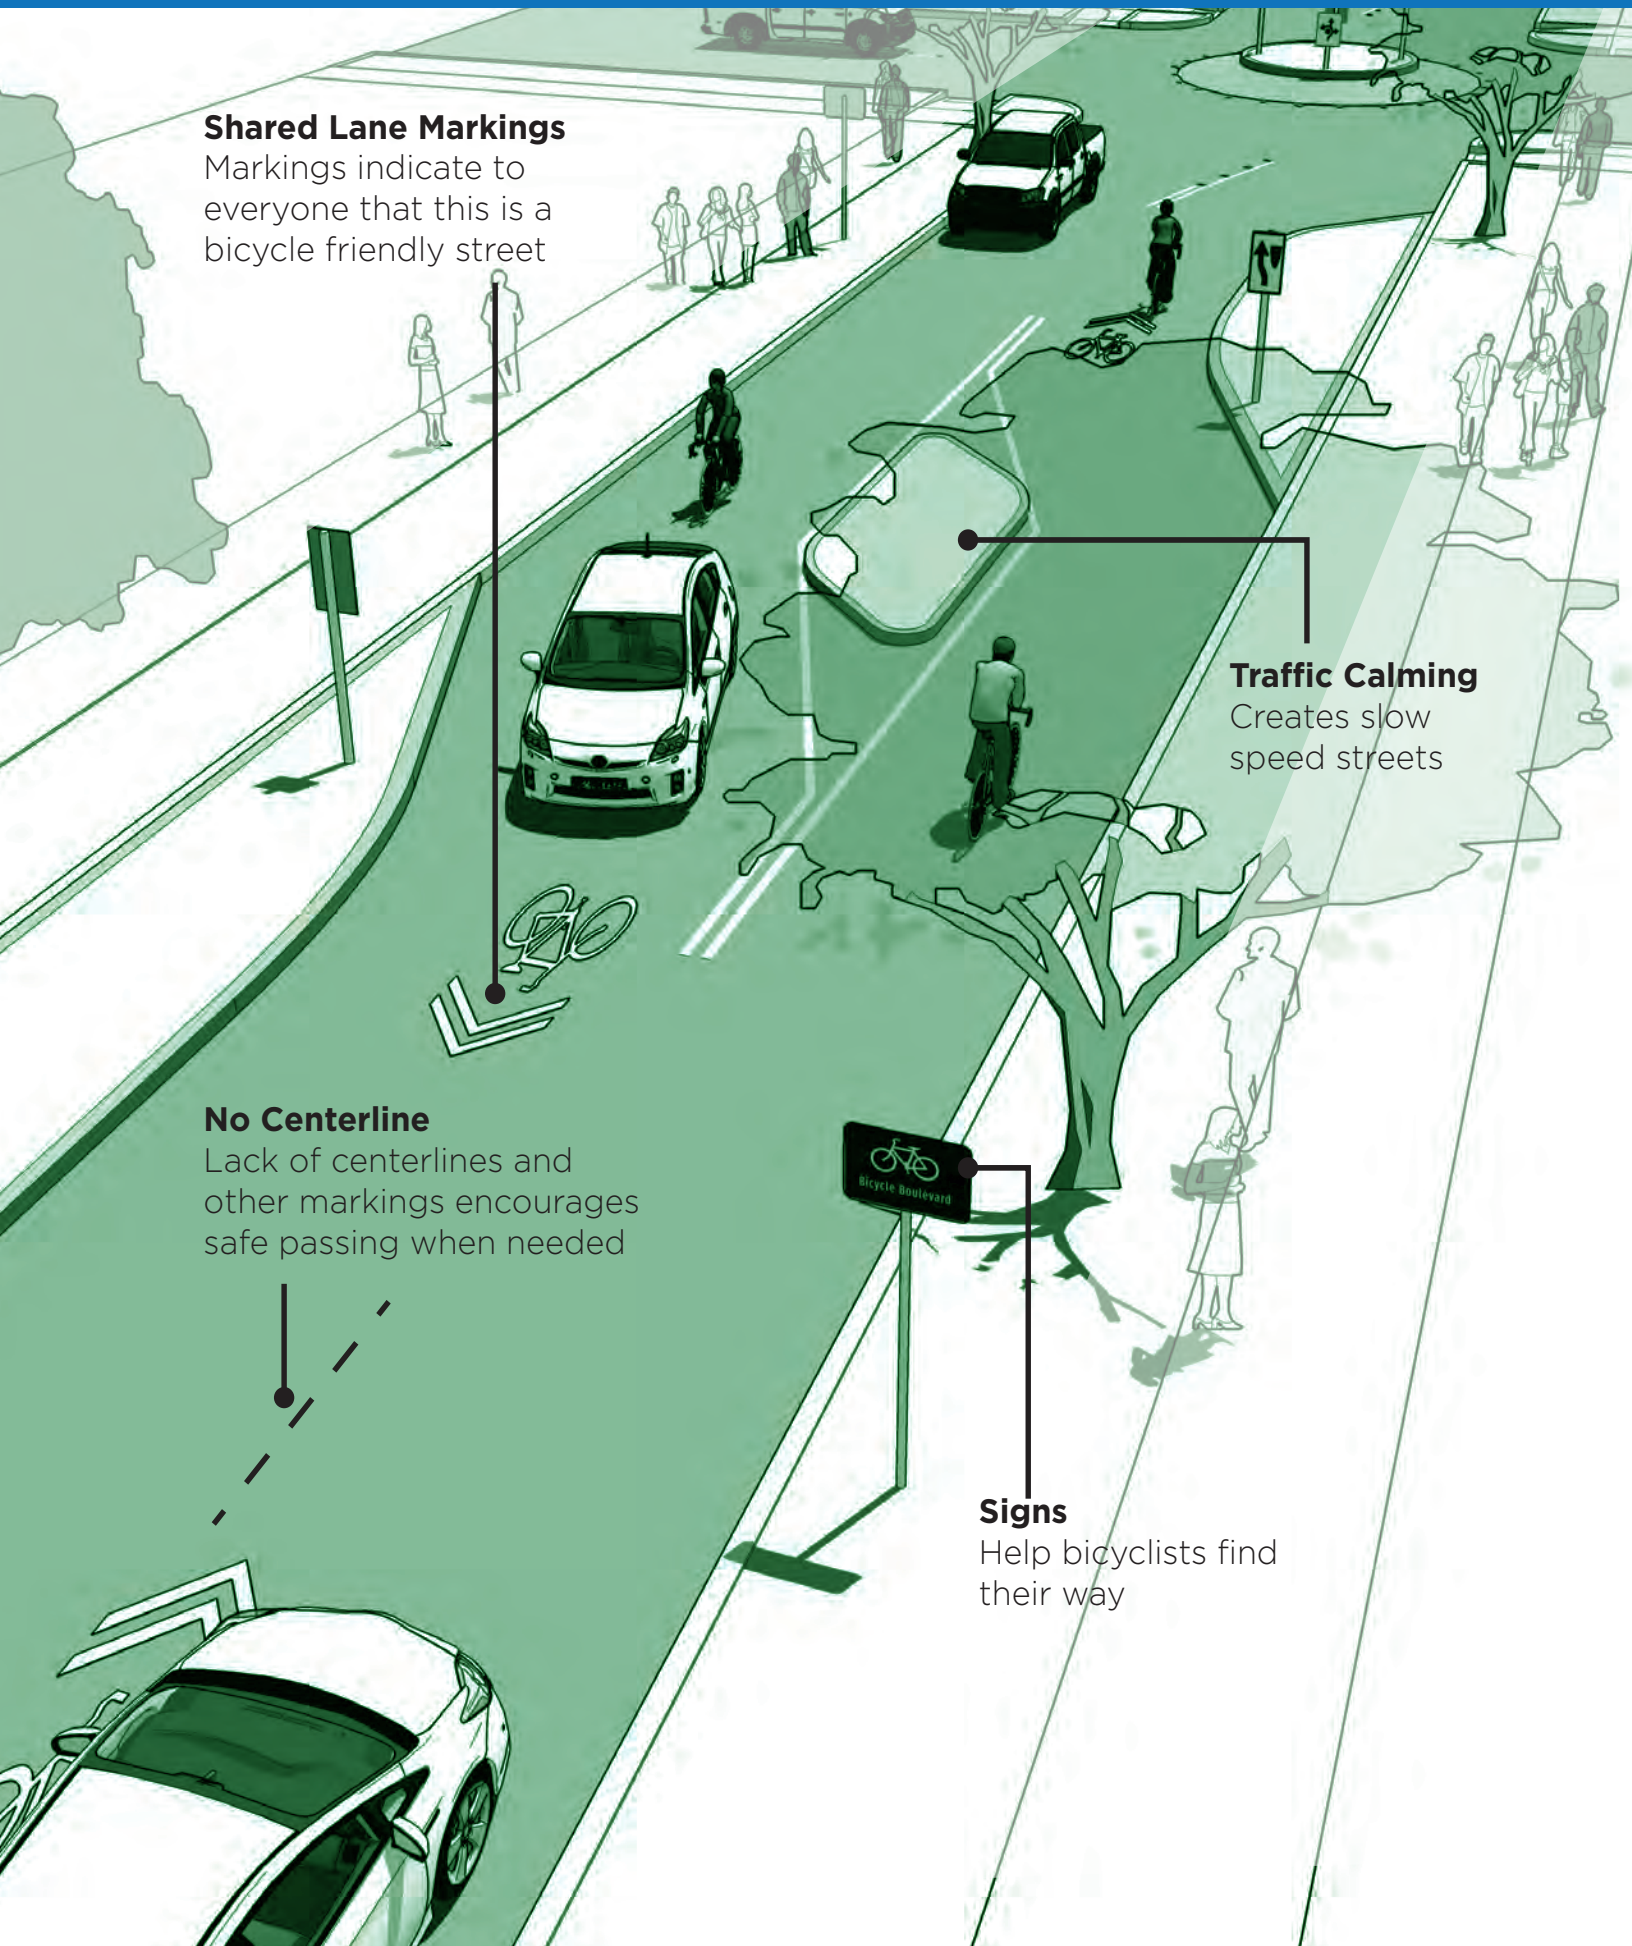 Shared Lane Markings
Markings indicate to
everyone that this is a
bicycle friendly street
Traffic Calming
Creates slow
speed streets
No Centerline
Lack of centerlines and
other markings encourages
safe passing when needed
Bicycle Boulevard
Signs
Help bicyclists find
their way